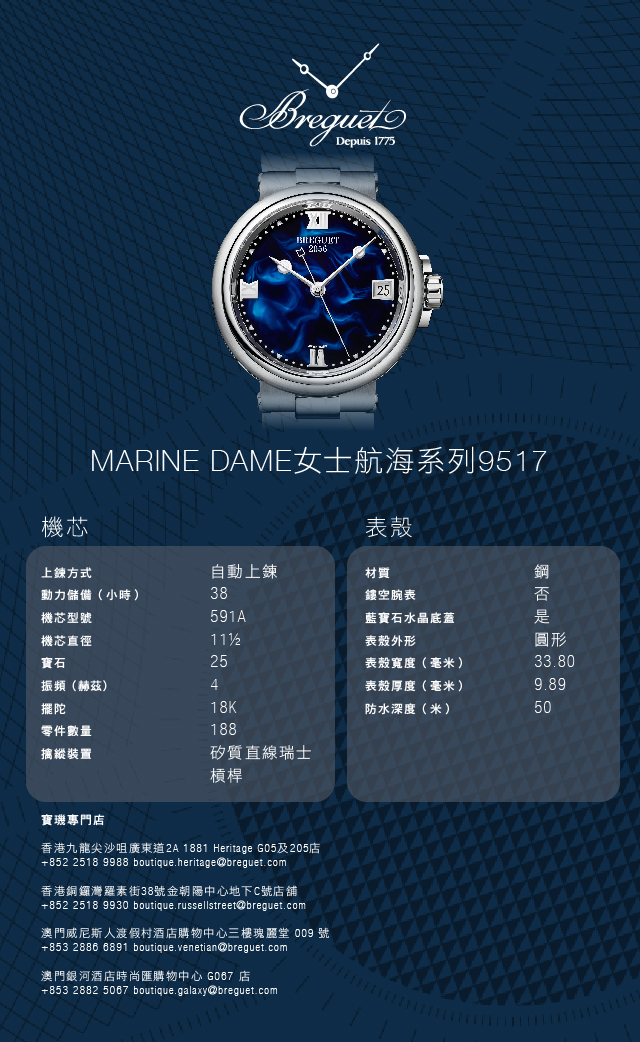 Breguet
Depuis 1775
XII
BREGUET
2056
25
MARINE DAME女士航海系列9517
機芯
上鍊方式 自動上鍊
動力儲備（小時） 38
機芯型號 591A
機芯直徑 11½
寶石 25
振頻（赫茲） 4
擺陀 18K
零件數量 188
擒縱裝置 矽質直線瑞士
槓桿
表殼
材質 鋼
鏤空腕表 否
藍寶石水晶底蓋 是
表殼外形 圓形
表殼寬度（毫米） 33.80
表殼厚度（毫米） 9.89
防水深度（米） 50
寶璣專門店
香港九龍尖沙咀廣東道2A 1881 Heritage G05及205店
+852 2518 9988 boutique.heritage@breguet.com
香港銅鑼灣羅素街38號金朝陽中心地下C號店舖
+852 2518 9930 boutique.russellstreet@breguet.com
澳門威尼斯人渡假村酒店購物中心三樓瑰麗堂 009 號
+853 2886 6891 boutique.venetian@breguet.com
澳門銀河酒店時尚匯購物中心 G067 店
+853 2882 5067 boutique.galaxy@breguet.com